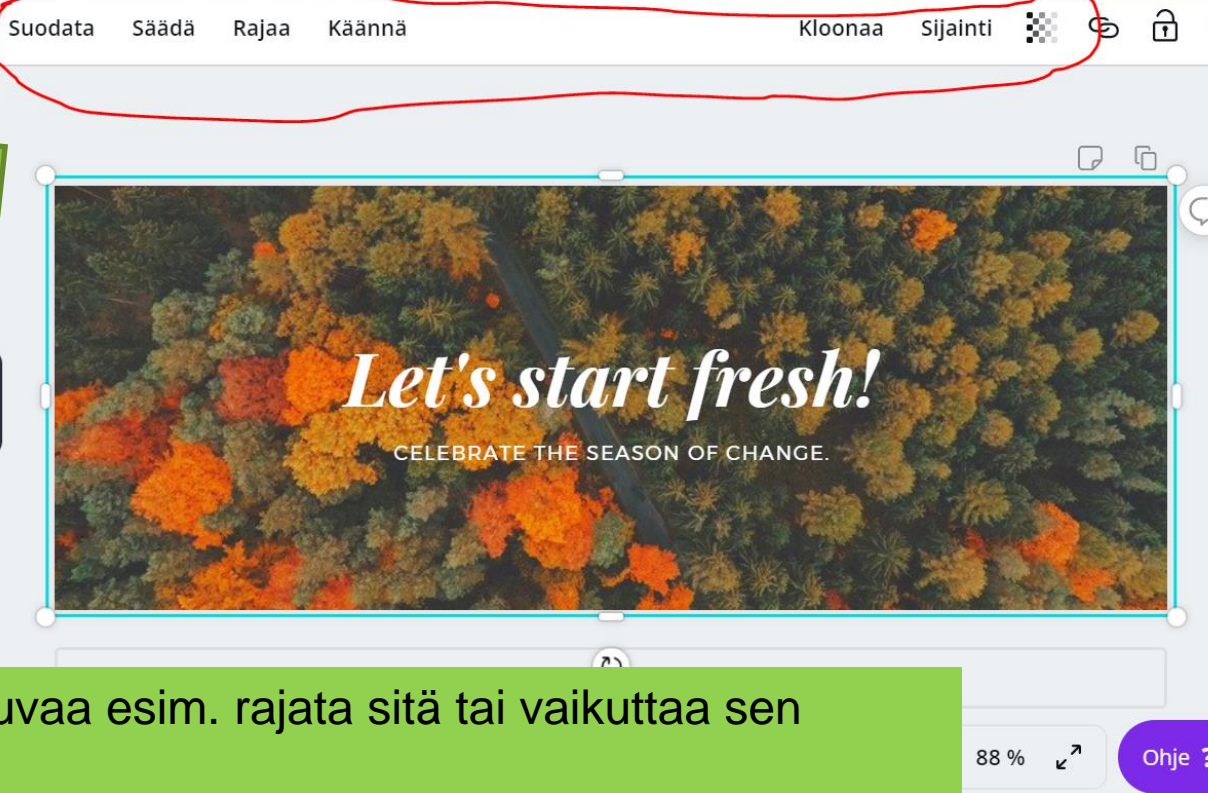 Suodata Säädä Rajaa Käännä Kloonaa Sijainti
Let's start fresh!
CELEBRATE THE SEASON OF CHANGE.
esim. rajata sitä tai vaikuttaa sen
88 %
Ohje ?